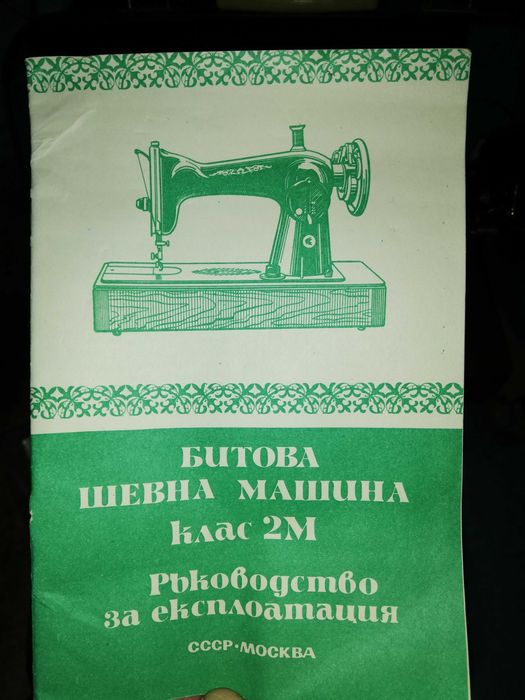 БИТОВА
ШЕВНА МАШИНА
клас 2М
Ръководство
за експлоатация
СССР·МОСКВА